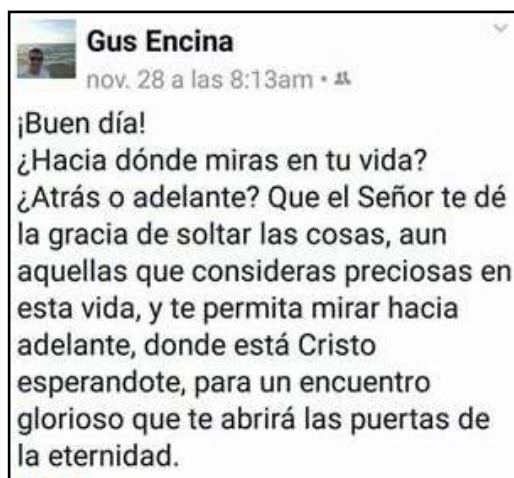 Gus Encina
nov. 28 a las 8:13am •
¡Buen día!
¿Hacia dónde miras en tu vida?
¿Atrás o adelante? Que el Señor te dé
la gracia de soltar las cosas, aun
aquellas que consideras preciosas en
esta vida, y te permita mirar hacia
adelante, donde está Cristo
esperandote, para un encuentro
glorioso que te abrirá las puertas de
la eternidad.